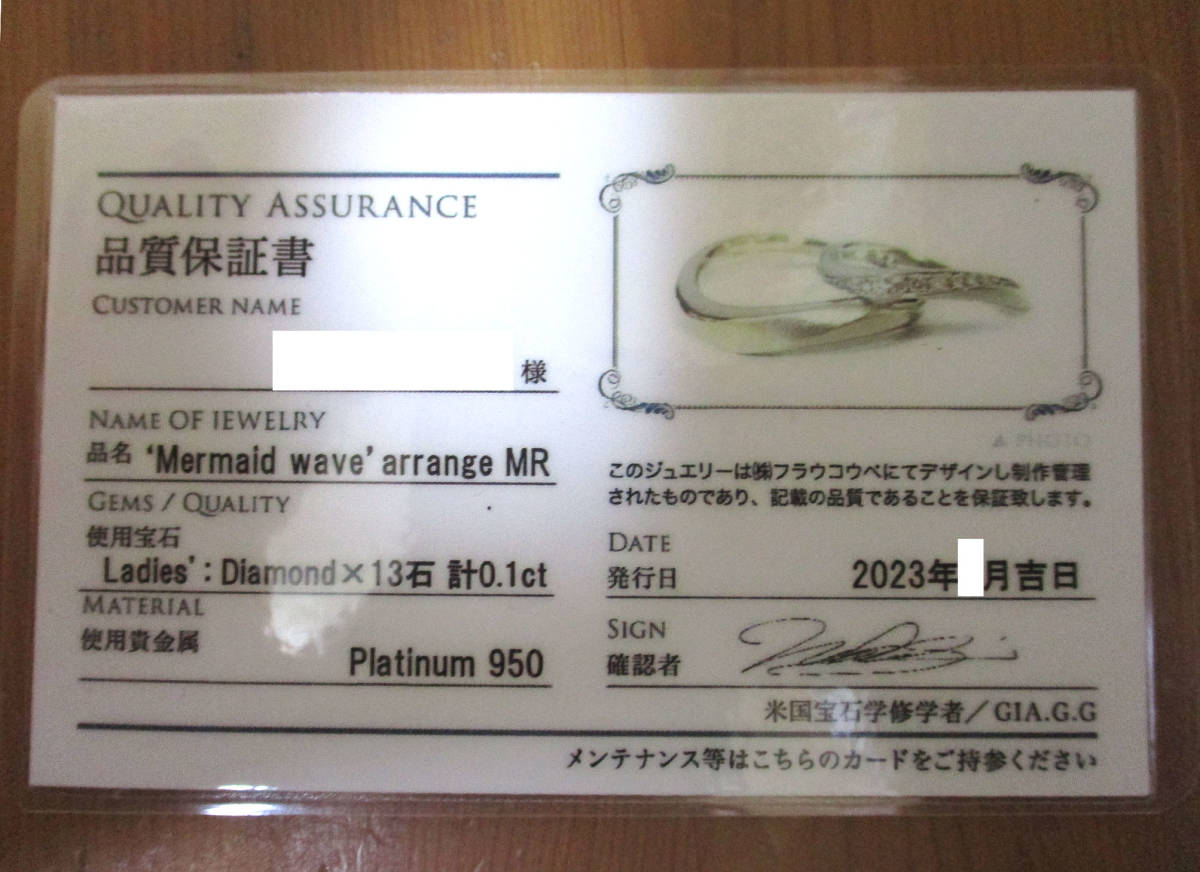 QUALITY ASSURANCE
品質保証書
CUSTOMER NAME
様
NAME OF JEWELRY
品名 ‘Mermaid wave’ arrange MR
GEMS / QUALITY
使用宝石
Ladies’: Diamond×13石 計0.1ct
MATERIAL
使用貴金属
Platinum 950
▲ PHOTO
このジュエリーは㈱フラウコウベにてデザインし制作管理
されたものであり、記載の品質であることを保証致します。
DATE
発行日 2023年 月吉日
SIGN
確認者
米国宝石学修学者／GIA.G.G
メンテナンス等はこちらのカードをご持参ください